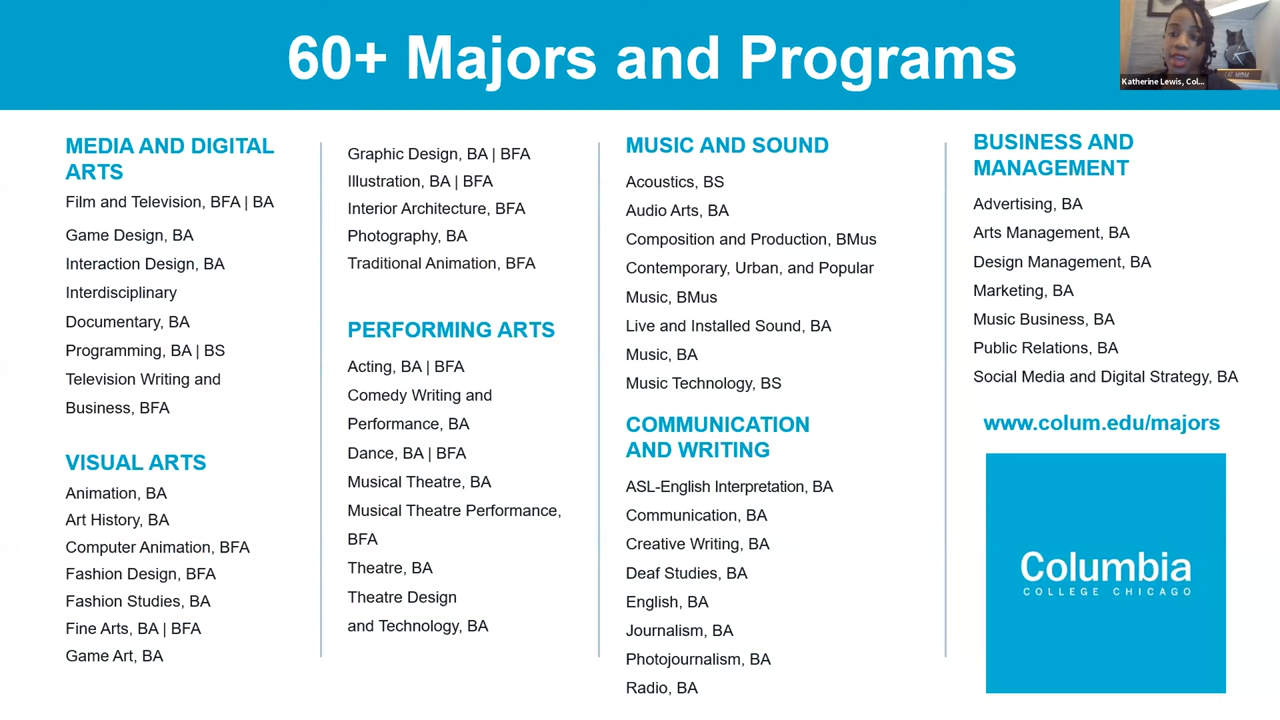 60+ Majors and Programs
Katherine Lewis, Col...
MEDIA AND DIGITAL
ARTS
Film and Television, BFA | BA
Game Design, BA
Interaction Design, BA
Interdisciplinary
Documentary, BA
Programming, BA | BS
Television Writing and
Business, BFA
VISUAL ARTS
Animation, BA
Art History, BA
Computer Animation, BFA
Fashion Design, BFA
Fashion Studies, BA
Fine Arts, BA | BFA
Game Art, BA
Graphic Design, BA | BFA
Illustration, BA | BFA
Interior Architecture, BFA
Photography, BA
Traditional Animation, BFA
PERFORMING ARTS
Acting, BA | BFA
Comedy Writing and
Performance, BA
Dance, BA | BFA
Musical Theatre, BA
Musical Theatre Performance,
BFA
Theatre, BA
Theatre Design
and Technology, BA
MUSIC AND SOUND
Acoustics, BS
Audio Arts, BA
Composition and Production, BMus
Contemporary, Urban, and Popular
Music, BMus
Live and Installed Sound, BA
Music, BA
Music Technology, BS
COMMUNICATION
AND WRITING
ASL-English Interpretation, BA
Communication, BA
Creative Writing, BA
Deaf Studies, BA
English, BA
Journalism, BA
Photojournalism, BA
Radio, BA
BUSINESS AND
MANAGEMENT
Advertising, BA
Arts Management, BA
Design Management, BA
Marketing, BA
Music Business, BA
Public Relations, BA
Social Media and Digital Strategy, BA
www.colum.edu/majors
Columbia
COLLEGE CHICAGO